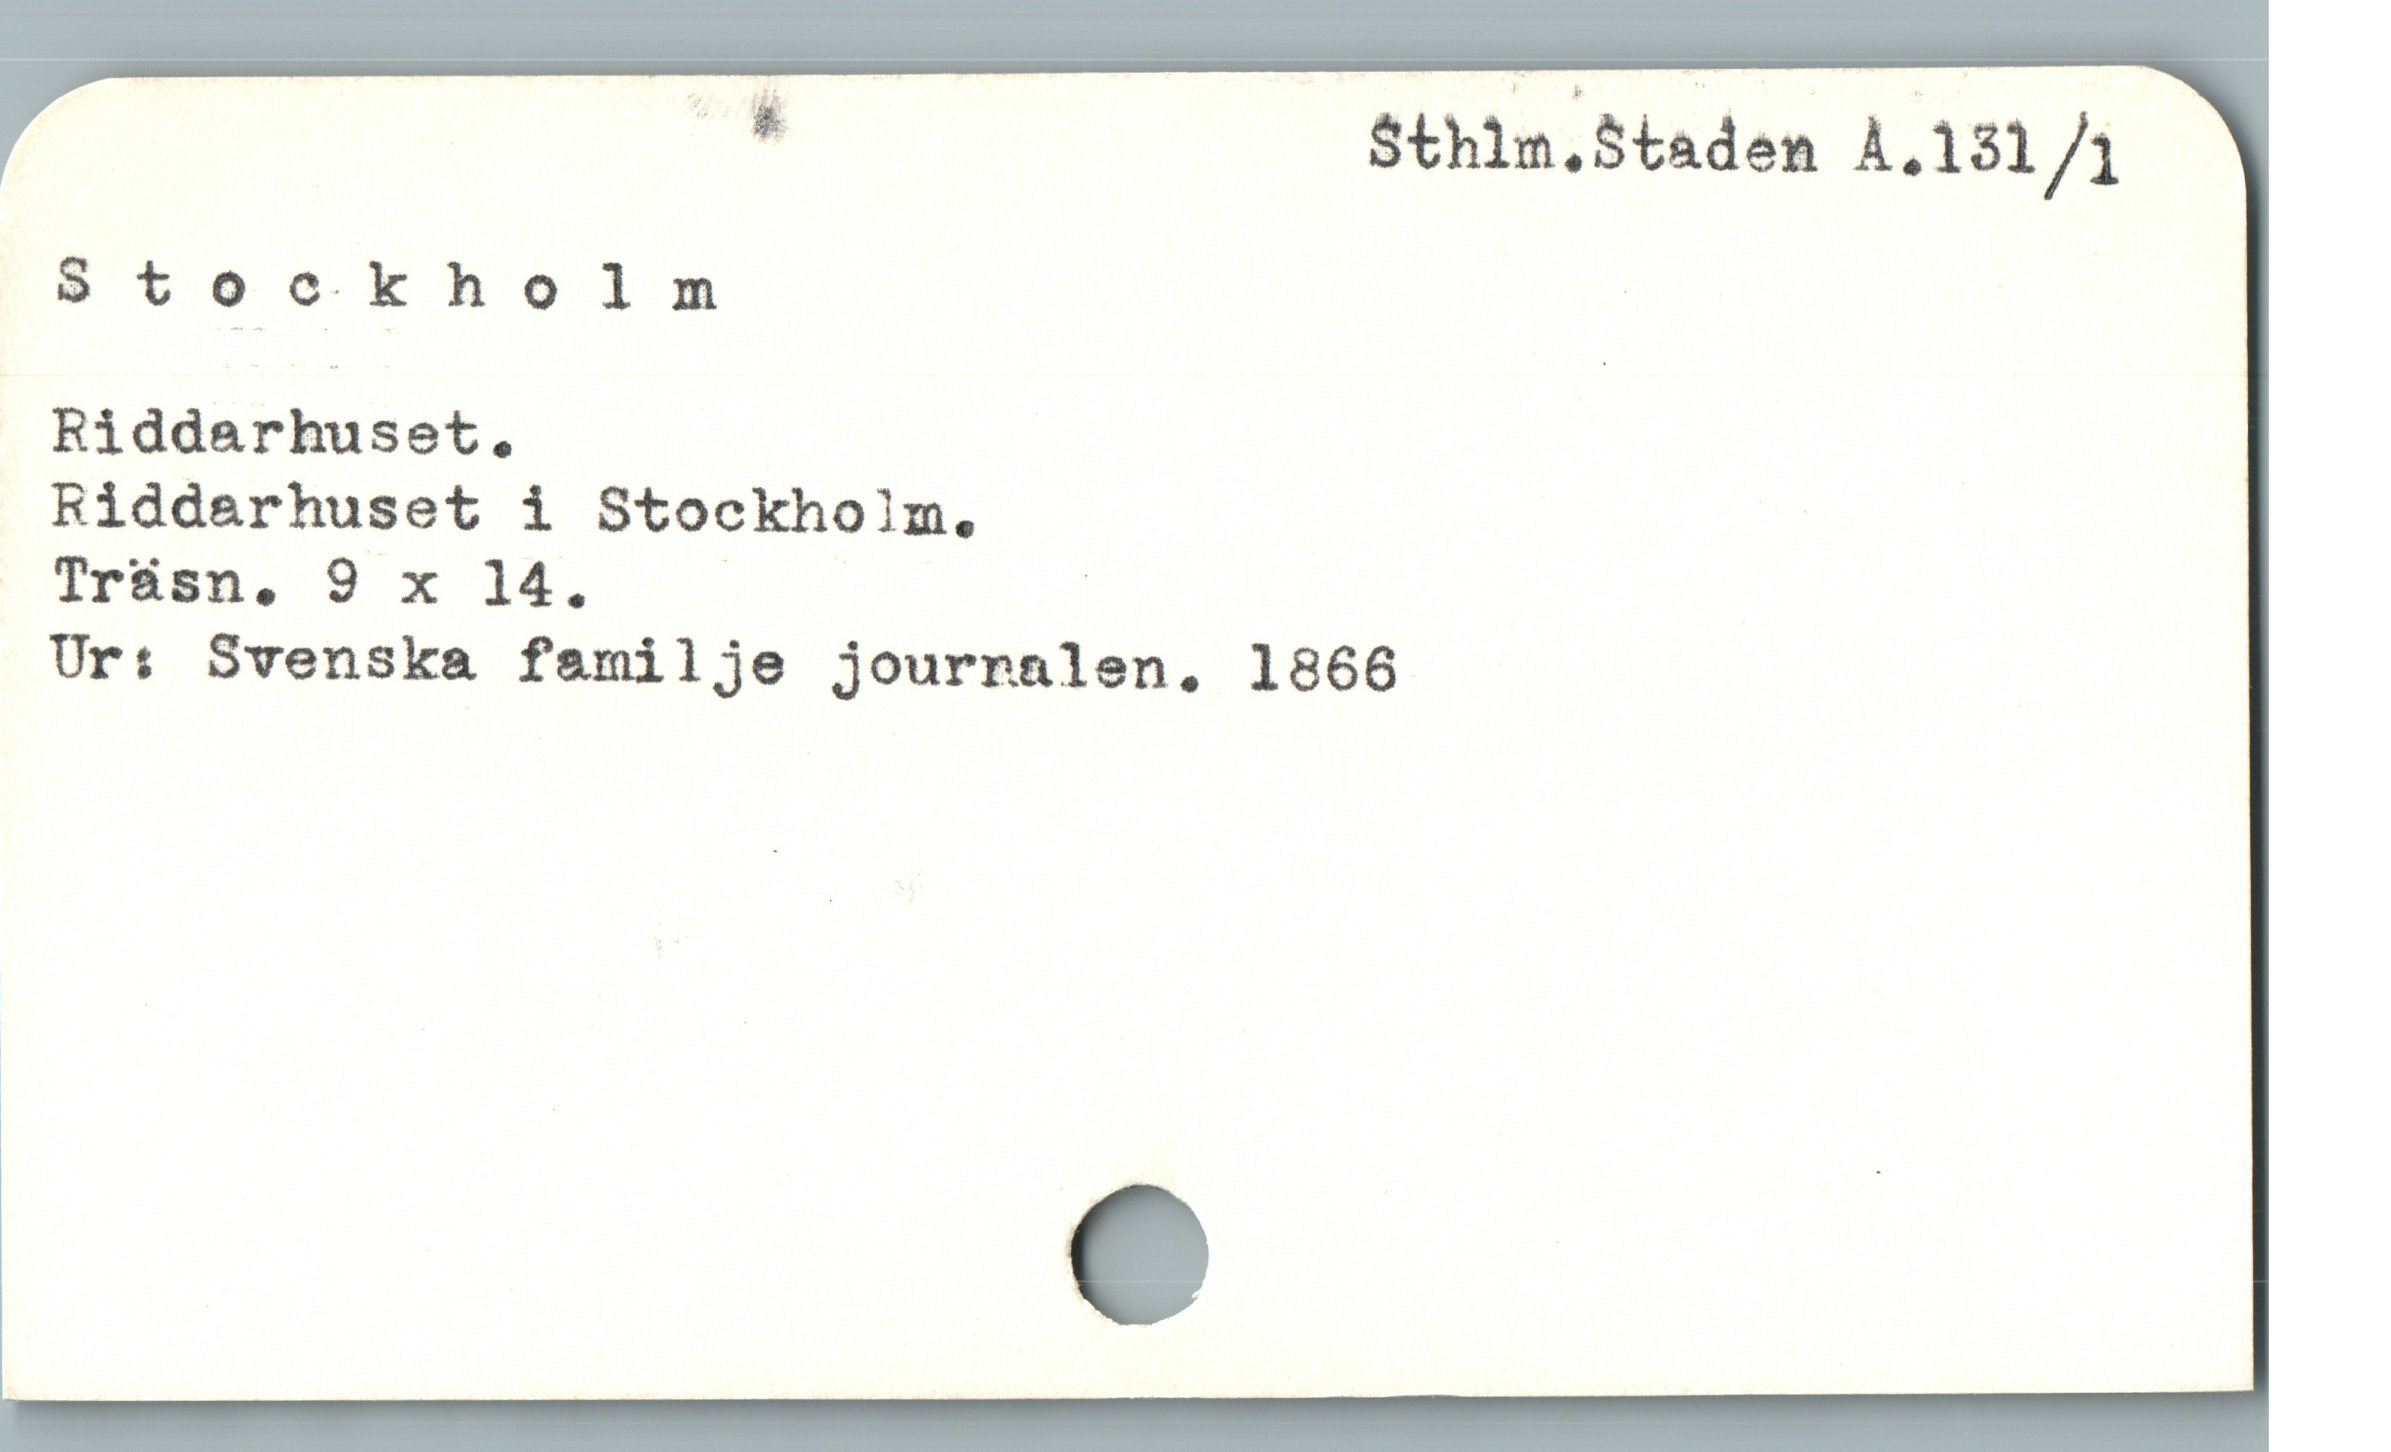 Sthlm.Staden A.131/1
S t o c k h o l m
Riddarhuset.
Riddarhuset i Stockholm.
Träsn. 9 x 14.
Ur: Svenska familje journalen. 1866